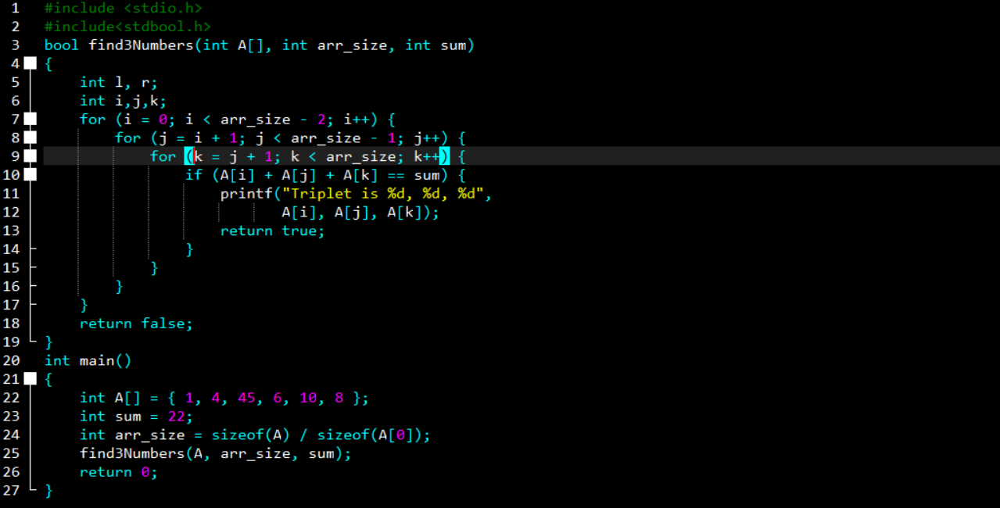 1 #include <stdio.h>
2 #include<stdbool.h>
3 bool find3Numbers(int A[], int arr_size, int sum)
4 {
5     int l, r;
6     int i,j,k;
7     for (i = 0; i < arr_size - 2; i++) {
8         for (j = i + 1; j < arr_size - 1; j++) {
9             for (k = j + 1; k < arr_size; k++) {
10                 if (A[i] + A[j] + A[k] == sum) {
11                     printf("Triplet is %d, %d, %d",
12                            A[i], A[j], A[k]);
13                     return true;
14                 }
15             }
16         }
17     }
18     return false;
19 }
20 int main()
21 {
22     int A[] = { 1, 4, 45, 6, 10, 8 };
23     int sum = 22;
24     int arr_size = sizeof(A) / sizeof(A[0]);
25     find3Numbers(A, arr_size, sum);
26     return 0;
27 }